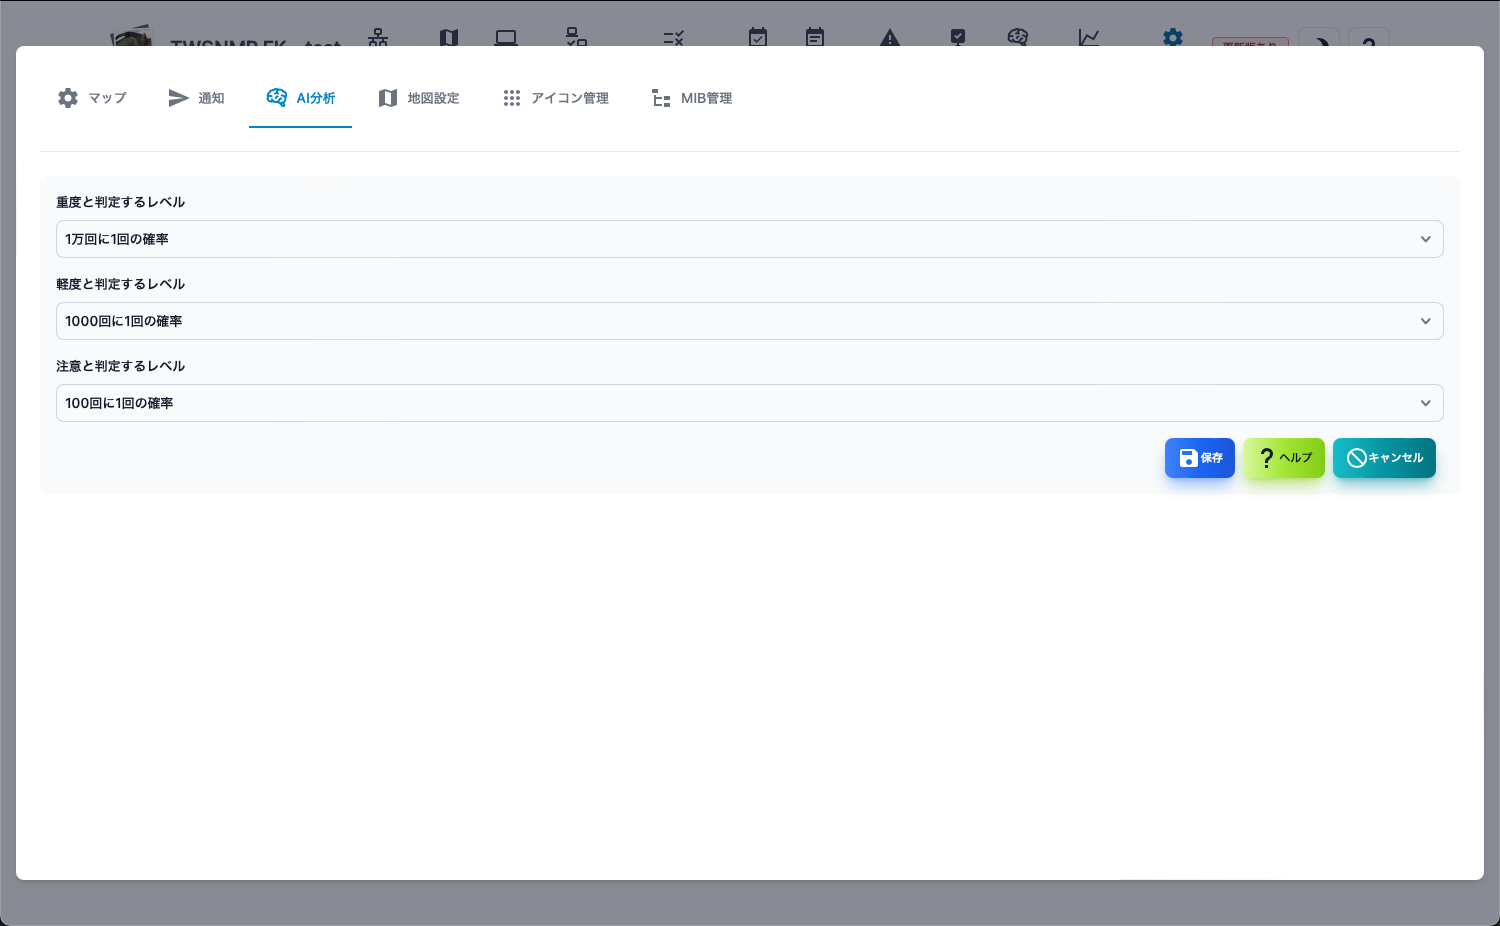 TWSNMP FK - test
マップ
通知
AI分析
地図設定
アイコン管理
MIB管理
重度と判定するレベル
1万回に1回の確率
軽度と判定するレベル
1000回に1回の確率
注意と判定するレベル
100回に1回の確率
保存
ヘルプ
キャンセル